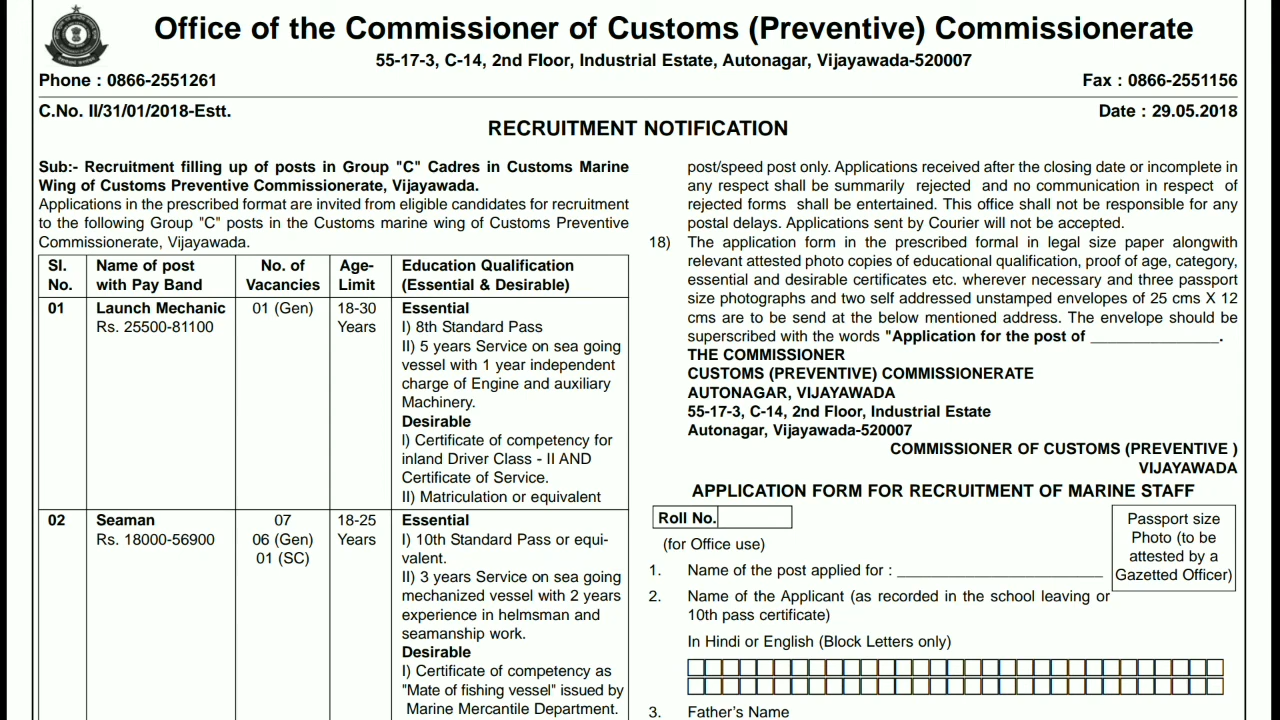 Office of the Commissioner of Customs (Preventive) Commissionerate
55-17-3, C-14, 2nd Floor, Industrial Estate, Autonagar, Vijayawada-520007
Phone : 0866-2551261
Fax : 0866-2551156
C.No. II/31/01/2018-Estt.
Date : 29.05.2018
RECRUITMENT NOTIFICATION
Sub:- Recruitment filling up of posts in Group "C" Cadres in Customs Marine
Wing of Customs Preventive Commissionerate, Vijayawada.
Applications in the prescribed format are invited from eligible candidates for recruitment
to the following Group "C" posts in the Customs marine wing of Customs Preventive
Commissionerate, Vijayawada.
Sl. No.
Name of post with Pay Band
No. of Vacancies
Age-Limit
Education Qualification (Essential & Desirable)
01
Launch Mechanic
Rs. 25500-81100
01 (Gen)
18-30
Years
Essential
I) 8th Standard Pass
II) 5 years Service on sea going
vessel with 1 year independent
charge of Engine and auxiliary
Machinery.
Desirable
I) Certificate of competency for
inland Driver Class - II AND
Certificate of Service.
II) Matriculation or equivalent
02
Seaman
Rs. 18000-56900
07
06 (Gen)
01 (SC)
18-25
Years
Essential
I) 10th Standard Pass or equi-
valent.
II) 3 years Service on sea going
mechanized vessel with 2 years
experience in helmsman and
seamanship work.
Desirable
I) Certificate of competency as
"Mate of fishing vessel" issued by
Marine Mercantile Department.
post/speed post only. Applications received after the closing date or incomplete in
any respect shall be summarily rejected and no communication in respect of
rejected forms shall be entertained. This office shall not be responsible for any
postal delays. Applications sent by Courier will not be accepted.
18) The application form in the prescribed formal in legal size paper alongwith
relevant attested photo copies of educational qualification, proof of age, category,
essential and desirable certificates etc. wherever necessary and three passport
size photographs and two self addressed unstamped envelopes of 25 cms X 12
cms are to be send at the below mentioned address. The envelope should be
superscribed with the words "Application for the post of _______________.
THE COMMISSIONER
CUSTOMS (PREVENTIVE) COMMISSIONERATE
AUTONAGAR, VIJAYAWADA
55-17-3, C-14, 2nd Floor, Industrial Estate
Autonagar, Vijayawada-520007
COMMISSIONER OF CUSTOMS (PREVENTIVE )
VIJAYAWADA
APPLICATION FORM FOR RECRUITMENT OF MARINE STAFF
Roll No.
(for Office use)
Passport size
Photo (to be
attested by a
Gazetted Officer)
1. Name of the post applied for : ________________________
2. Name of the Applicant (as recorded in the school leaving or
10th pass certificate)
In Hindi or English (Block Letters only)
3. Father's Name